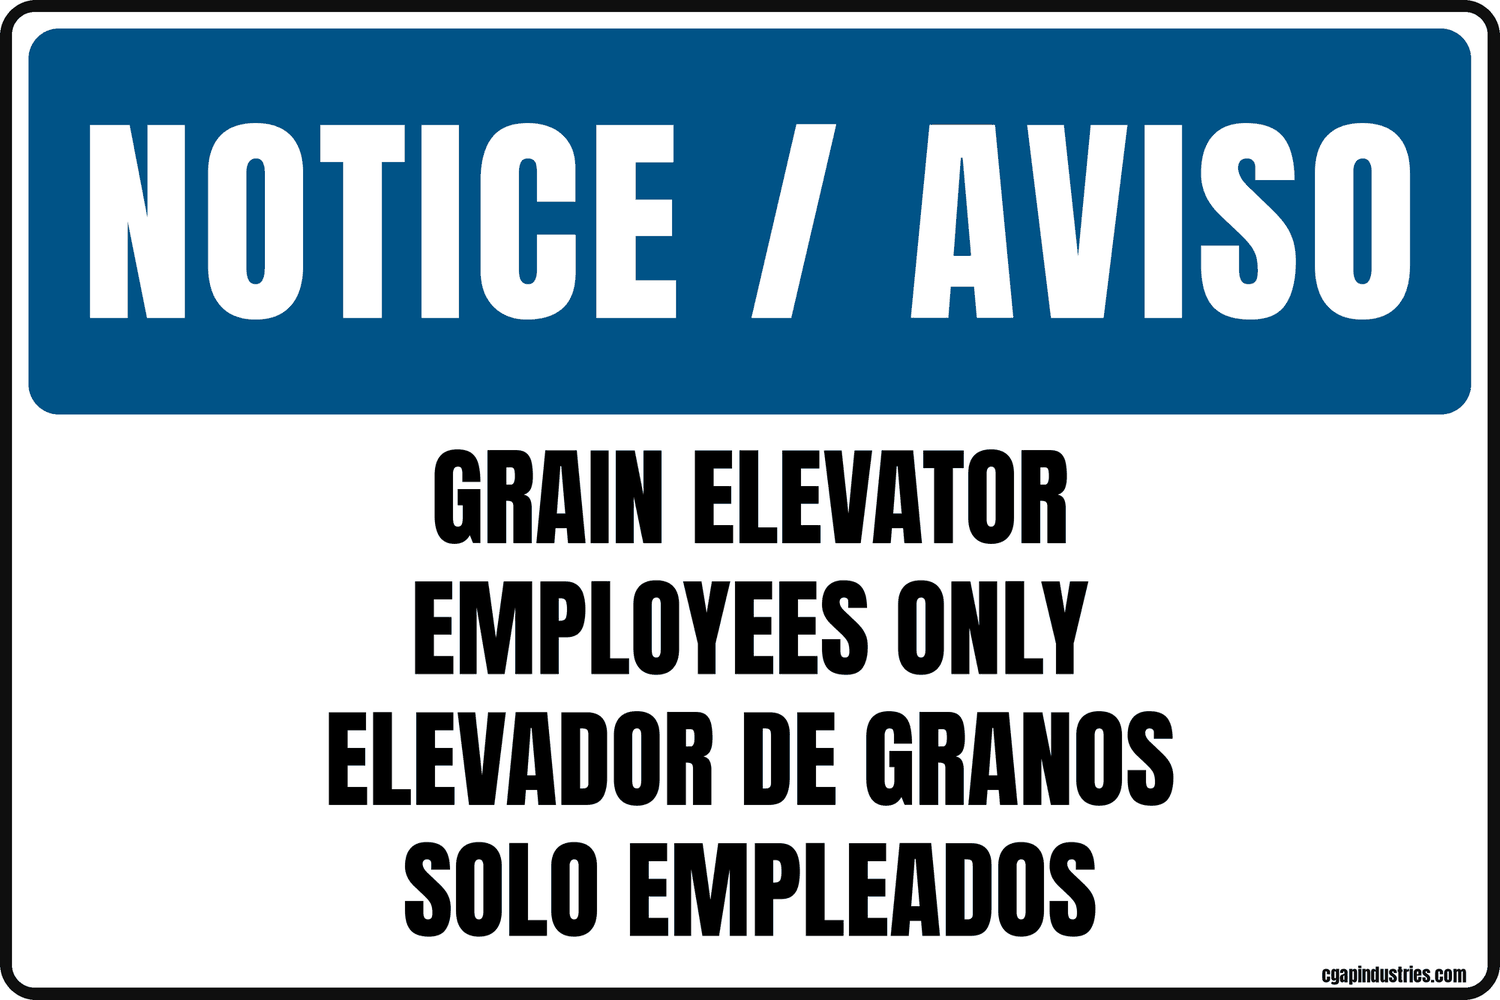 NOTICE / AVISO
GRAIN ELEVATOR
EMPLOYEES ONLY
ELEVADOR DE GRANOS
SOLO EMPLEADOS
cgapindustries.com